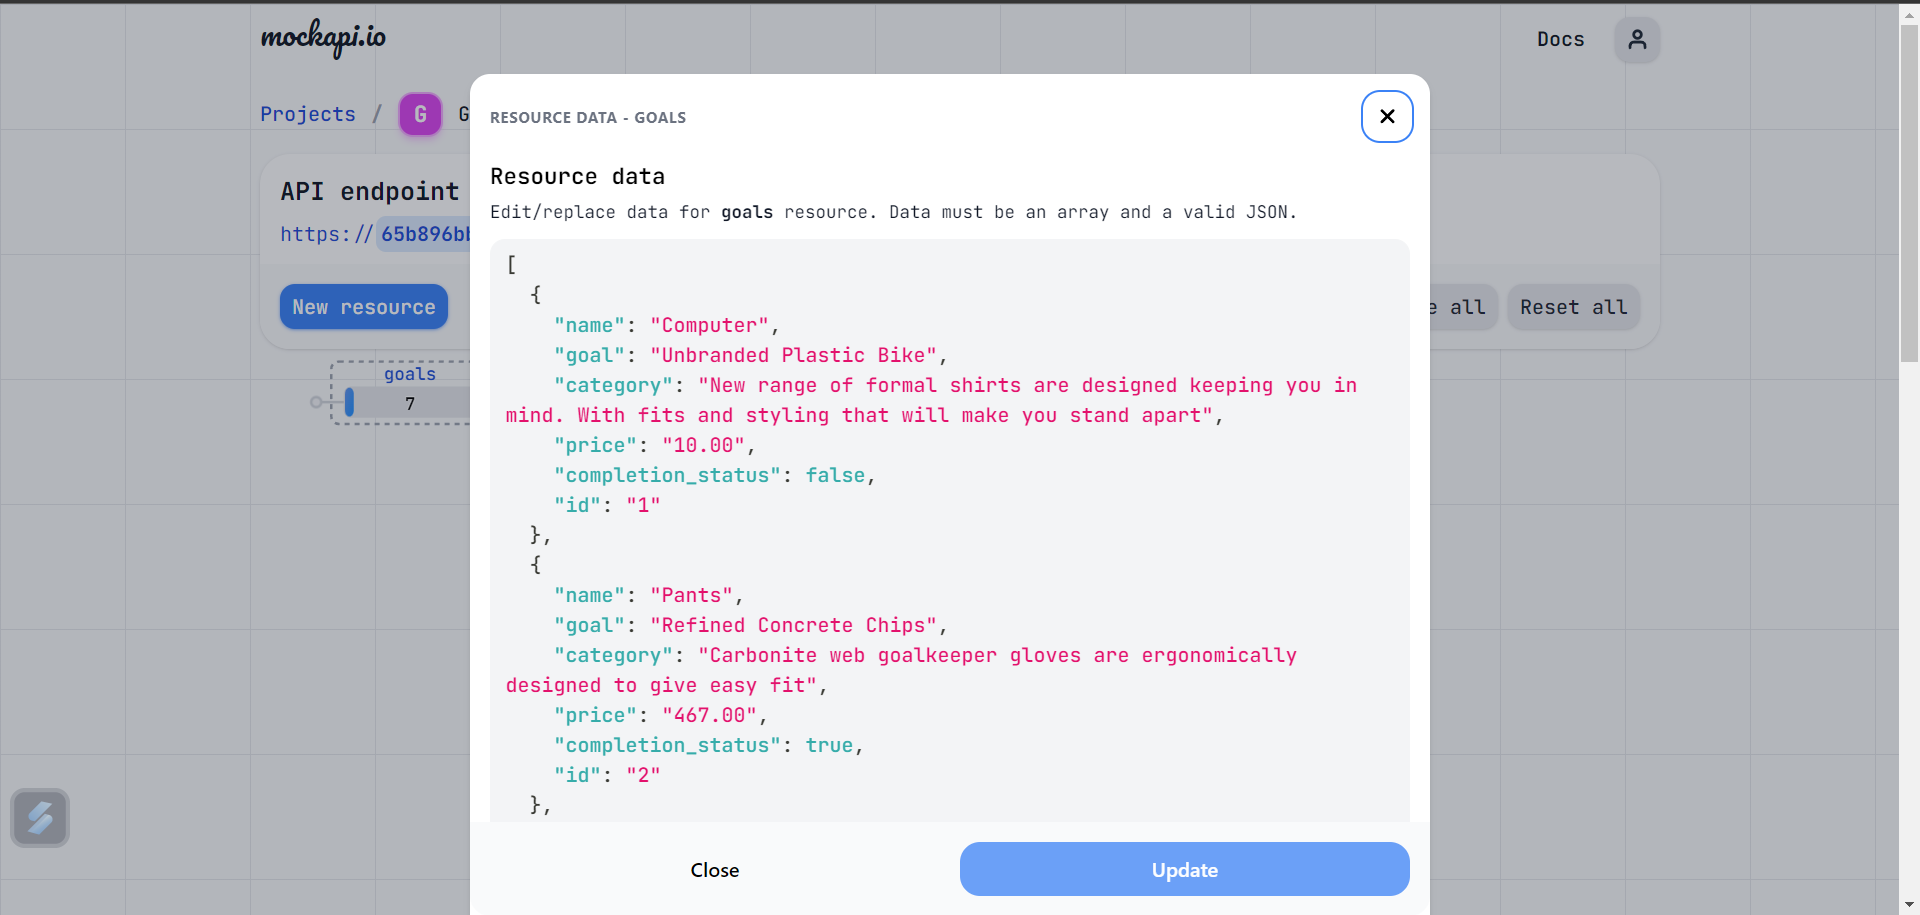 mockapi.io
Docs
Projects / G G
RESOURCE DATA - GOALS
API endpoint
https://65b896bb
New resource
e all
Reset all
goals
7
Resource data
Edit/replace data for goals resource. Data must be an array and a valid JSON.
[
{
"name": "Computer",
"goal": "Unbranded Plastic Bike",
"category": "New range of formal shirts are designed keeping you in
mind. With fits and styling that will make you stand apart",
"price": "10.00",
"completion_status": false,
"id": "1"
},
{
"name": "Pants",
"goal": "Refined Concrete Chips",
"category": "Carbonite web goalkeeper gloves are ergonomically
designed to give easy fit",
"price": "467.00",
"completion_status": true,
"id": "2"
},
Close
Update